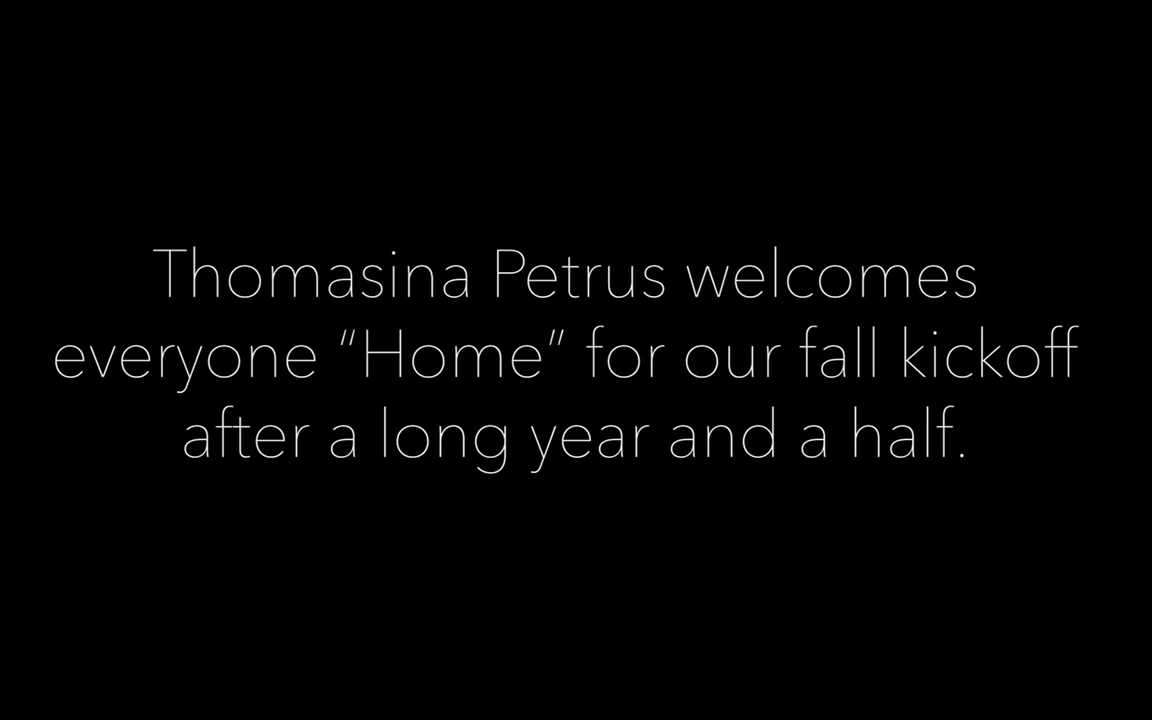 Thomasina Petrus welcomes
everyone “Home” for our fall kickoff
after a long year and a half.